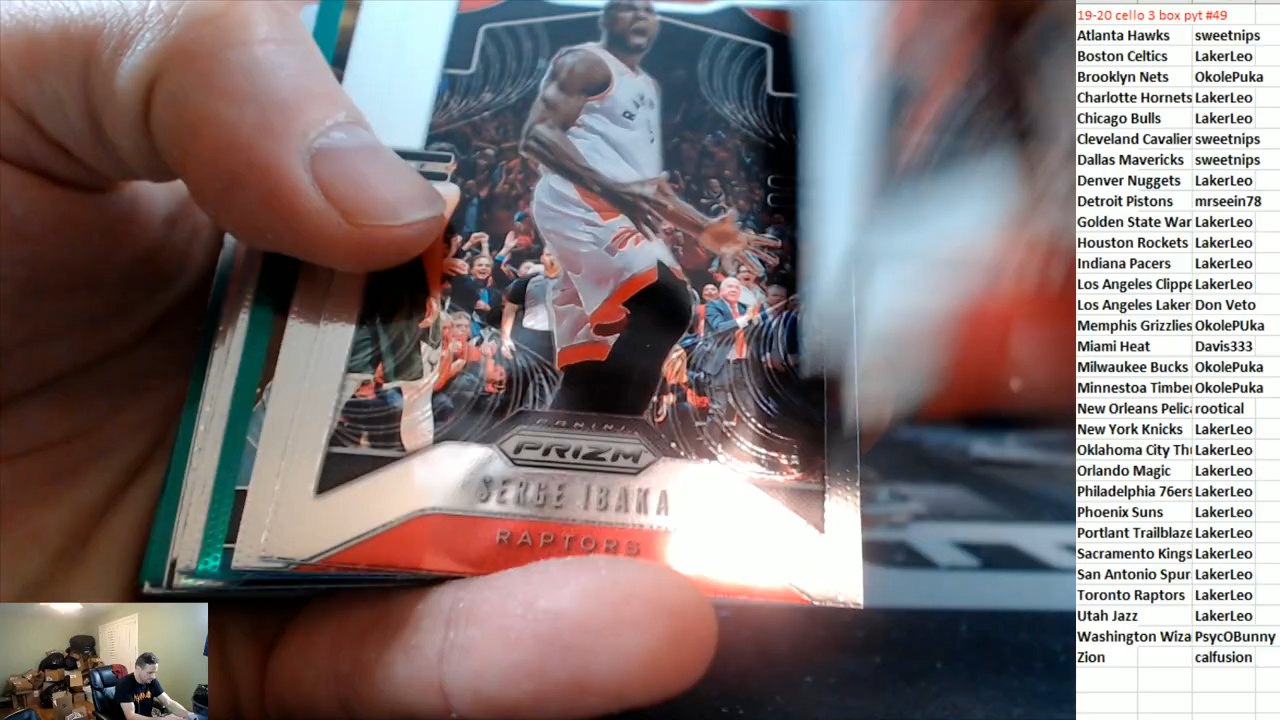 PANINI
PRIZM
SERGE IBAKA
RAPTORS
19-20 cello 3 box pyt #49
Atlanta Hawks sweetnips
Boston Celtics LakerLeo
Brooklyn Nets OkolePuka
Charlotte Hornets LakerLeo
Chicago Bulls LakerLeo
Cleveland Cavalier sweetnips
Dallas Mavericks sweetnips
Denver Nuggets LakerLeo
Detroit Pistons mrseein78
Golden State War LakerLeo
Houston Rockets LakerLeo
Indiana Pacers LakerLeo
Los Angeles Clippe LakerLeo
Los Angeles Laker Don Veto
Memphis Grizzlies OkolePUka
Miami Heat Davis333
Milwaukee Bucks OkolePuka
Minnestoa Timber OkolePuka
New Orleans Pelica rootical
New York Knicks LakerLeo
Oklahoma City Thu LakerLeo
Orlando Magic LakerLeo
Philadelphia 76ers LakerLeo
Phoenix Suns LakerLeo
Portlant Trailblaze LakerLeo
Sacramento Kings LakerLeo
San Antonio Spur LakerLeo
Toronto Raptors LakerLeo
Utah Jazz LakerLeo
Washington Wiza PsycOBunny
Zion calfusion